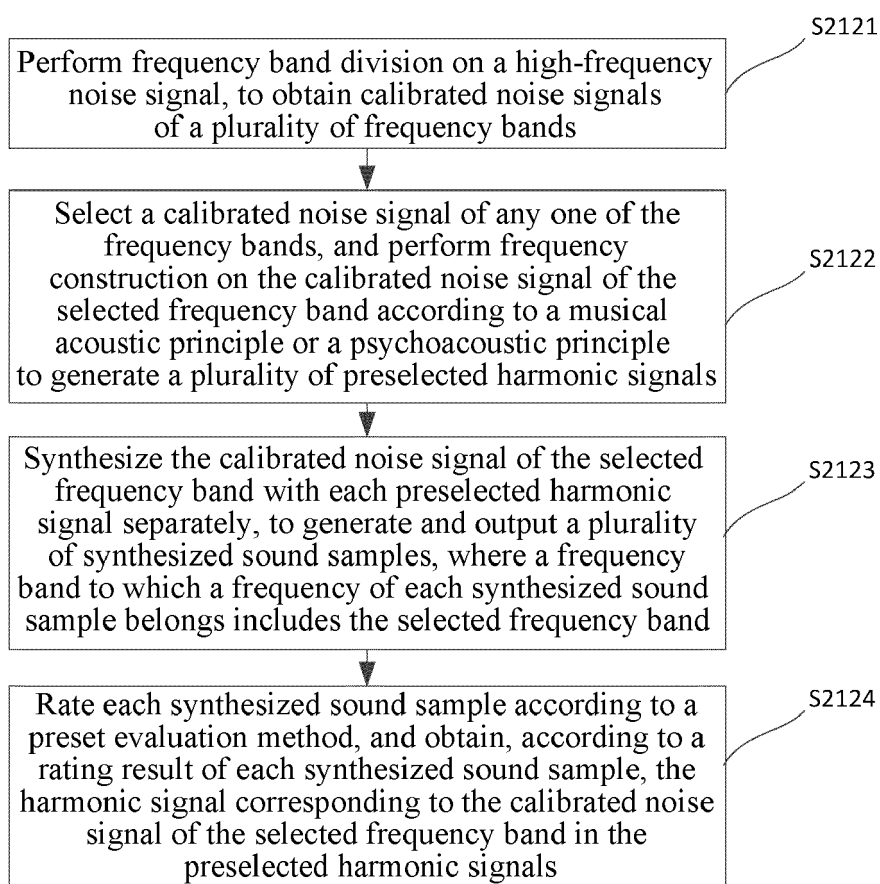 S2121
Perform frequency band division on a high-frequency
noise signal, to obtain calibrated noise signals
of a plurality of frequency bands
Select a calibrated noise signal of any one of the
frequency bands, and perform frequency
construction on the calibrated noise signal of the
selected frequency band according to a musical
acoustic principle or a psychoacoustic principle
to generate a plurality of preselected harmonic signals
S2122
Synthesize the calibrated noise signal of the selected
frequency band with each preselected harmonic
signal separately, to generate and output a plurality
of synthesized sound samples, where a frequency
band to which a frequency of each synthesized sound
sample belongs includes the selected frequency band
S2123
Rate each synthesized sound sample according to a
preset evaluation method, and obtain, according to a
rating result of each synthesized sound sample, the
harmonic signal corresponding to the calibrated noise
signal of the selected frequency band in the
preselected harmonic signals
S2124